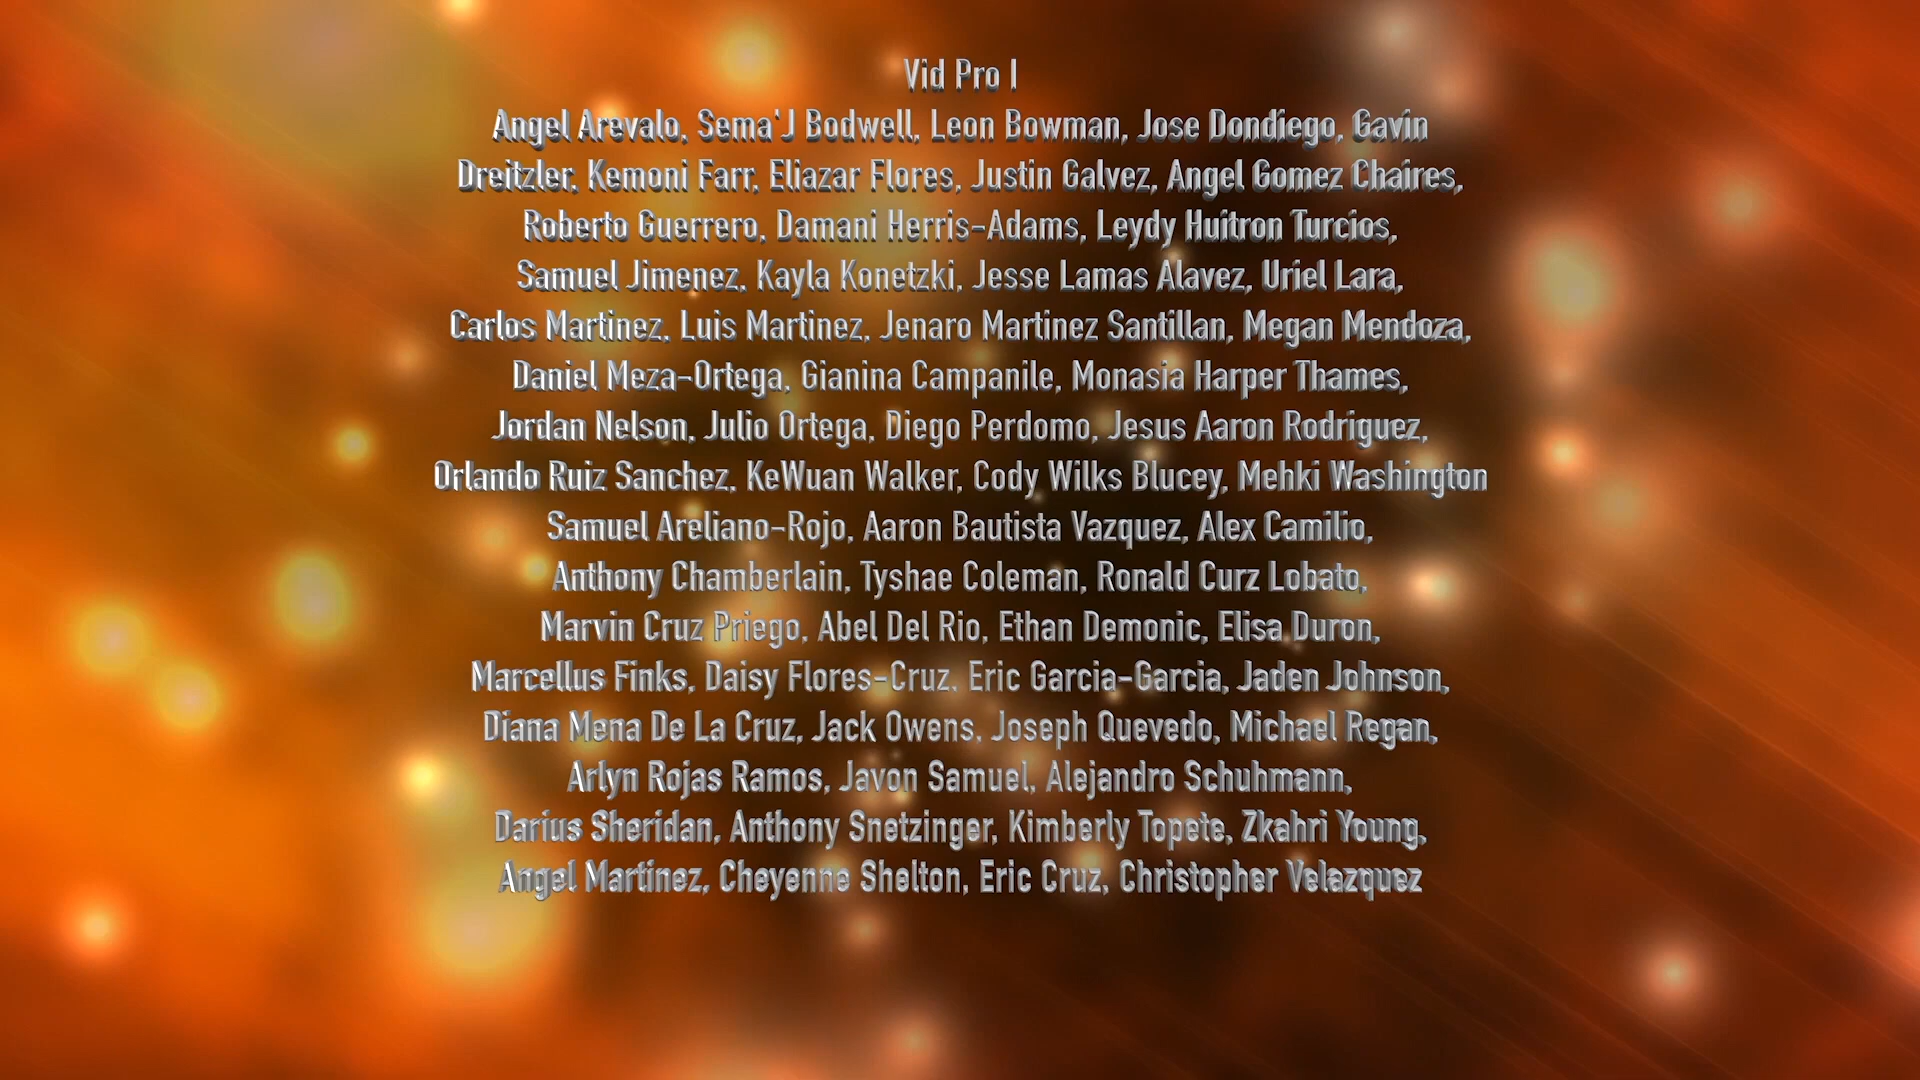 Vid Pro I
Angel Arevalo, Sema'J Bodwell, Leon Bowman, Jose Dondiego, Gavin
Dreitzler, Kemoni Farr, Eliazar Flores, Justin Galvez, Angel Gomez Chaires,
Roberto Guerrero, Damani Herris-Adams, Leydy Huitron Turcios,
Samuel Jimenez, Kayla Konetzki, Jesse Lamas Alavez, Uriel Lara,
Carlos Martinez, Luis Martinez, Jenaro Martinez Santillan, Megan Mendoza,
Daniel Meza-Ortega, Gianina Campanile, Monasia Harper Thames,
Jordan Nelson, Julio Ortega, Diego Perdomo, Jesus Aaron Rodriguez,
Orlando Ruiz Sanchez, KeWuan Walker, Cody Wilks Blucey, Mehki Washington
Samuel Areliano-Rojo, Aaron Bautista Vazquez, Alex Camilio,
Anthony Chamberlain, Tyshae Coleman, Ronald Curz Lobato,
Marvin Cruz Priego, Abel Del Rio, Ethan Demonic, Elisa Duron,
Marcellus Finks, Daisy Flores-Cruz, Eric Garcia-Garcia, Jaden Johnson,
Diana Mena De La Cruz, Jack Owens, Joseph Quevedo, Michael Regan,
Arlyn Rojas Ramos, Javon Samuel, Alejandro Schuhmann,
Darius Sheridan, Anthony Snetzinger, Kimberly Topete, Zkahri Young,
Angel Martinez, Cheyenne Shelton, Eric Cruz, Christopher Velazquez